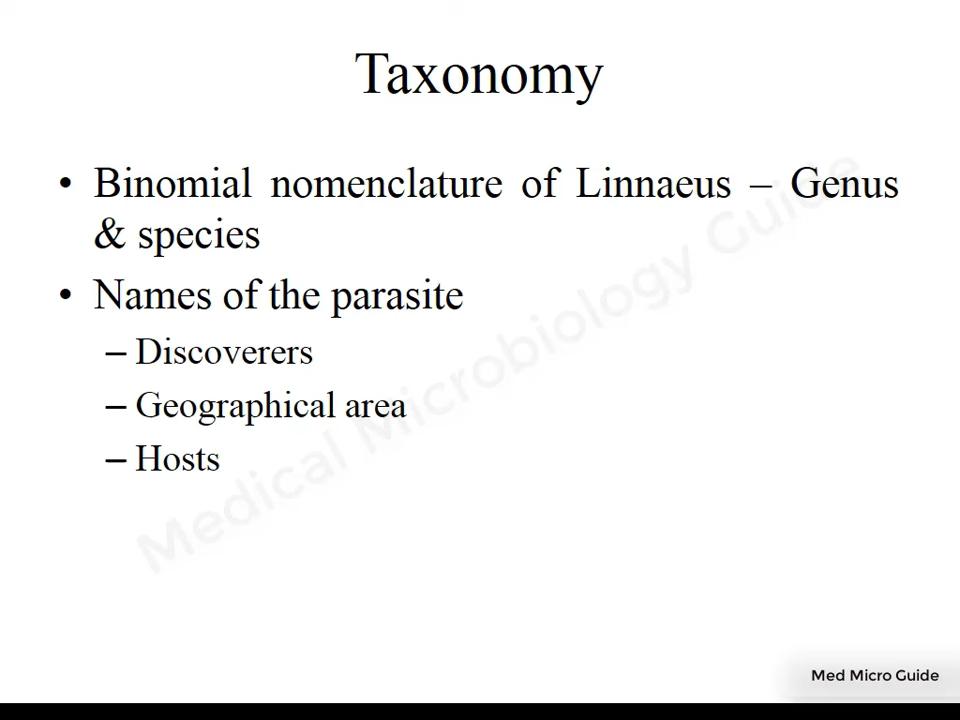 Taxonomy
• Binomial nomenclature of Linnaeus – Genus
& species
• Names of the parasite
– Discoverers
– Geographical area
– Hosts
Medical Microbiology Guide
Med Micro Guide